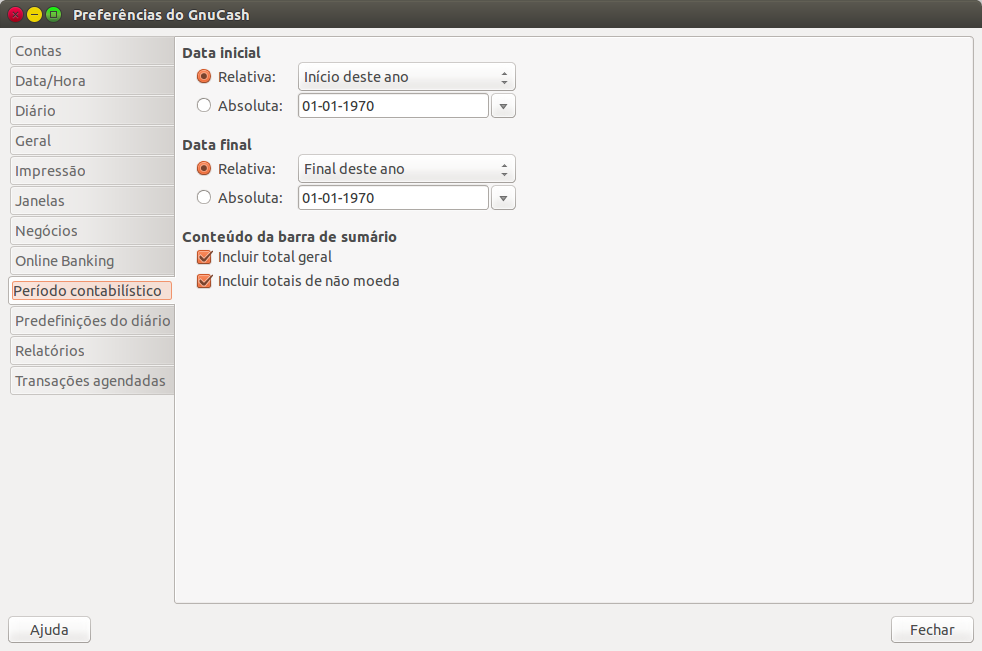 Preferências do GnuCash
Contas
Data/Hora
Diário
Geral
Impressão
Janelas
Negócios
Online Banking
Período contabilístico
Predefinições do diário
Relatórios
Transações agendadas
Data inicial
Relativa: Início deste ano
Absoluta: 01-01-1970
Data final
Relativa: Final deste ano
Absoluta: 01-01-1970
Conteúdo da barra de sumário
Incluir total geral
Incluir totais de não moeda
Ajuda
Fechar